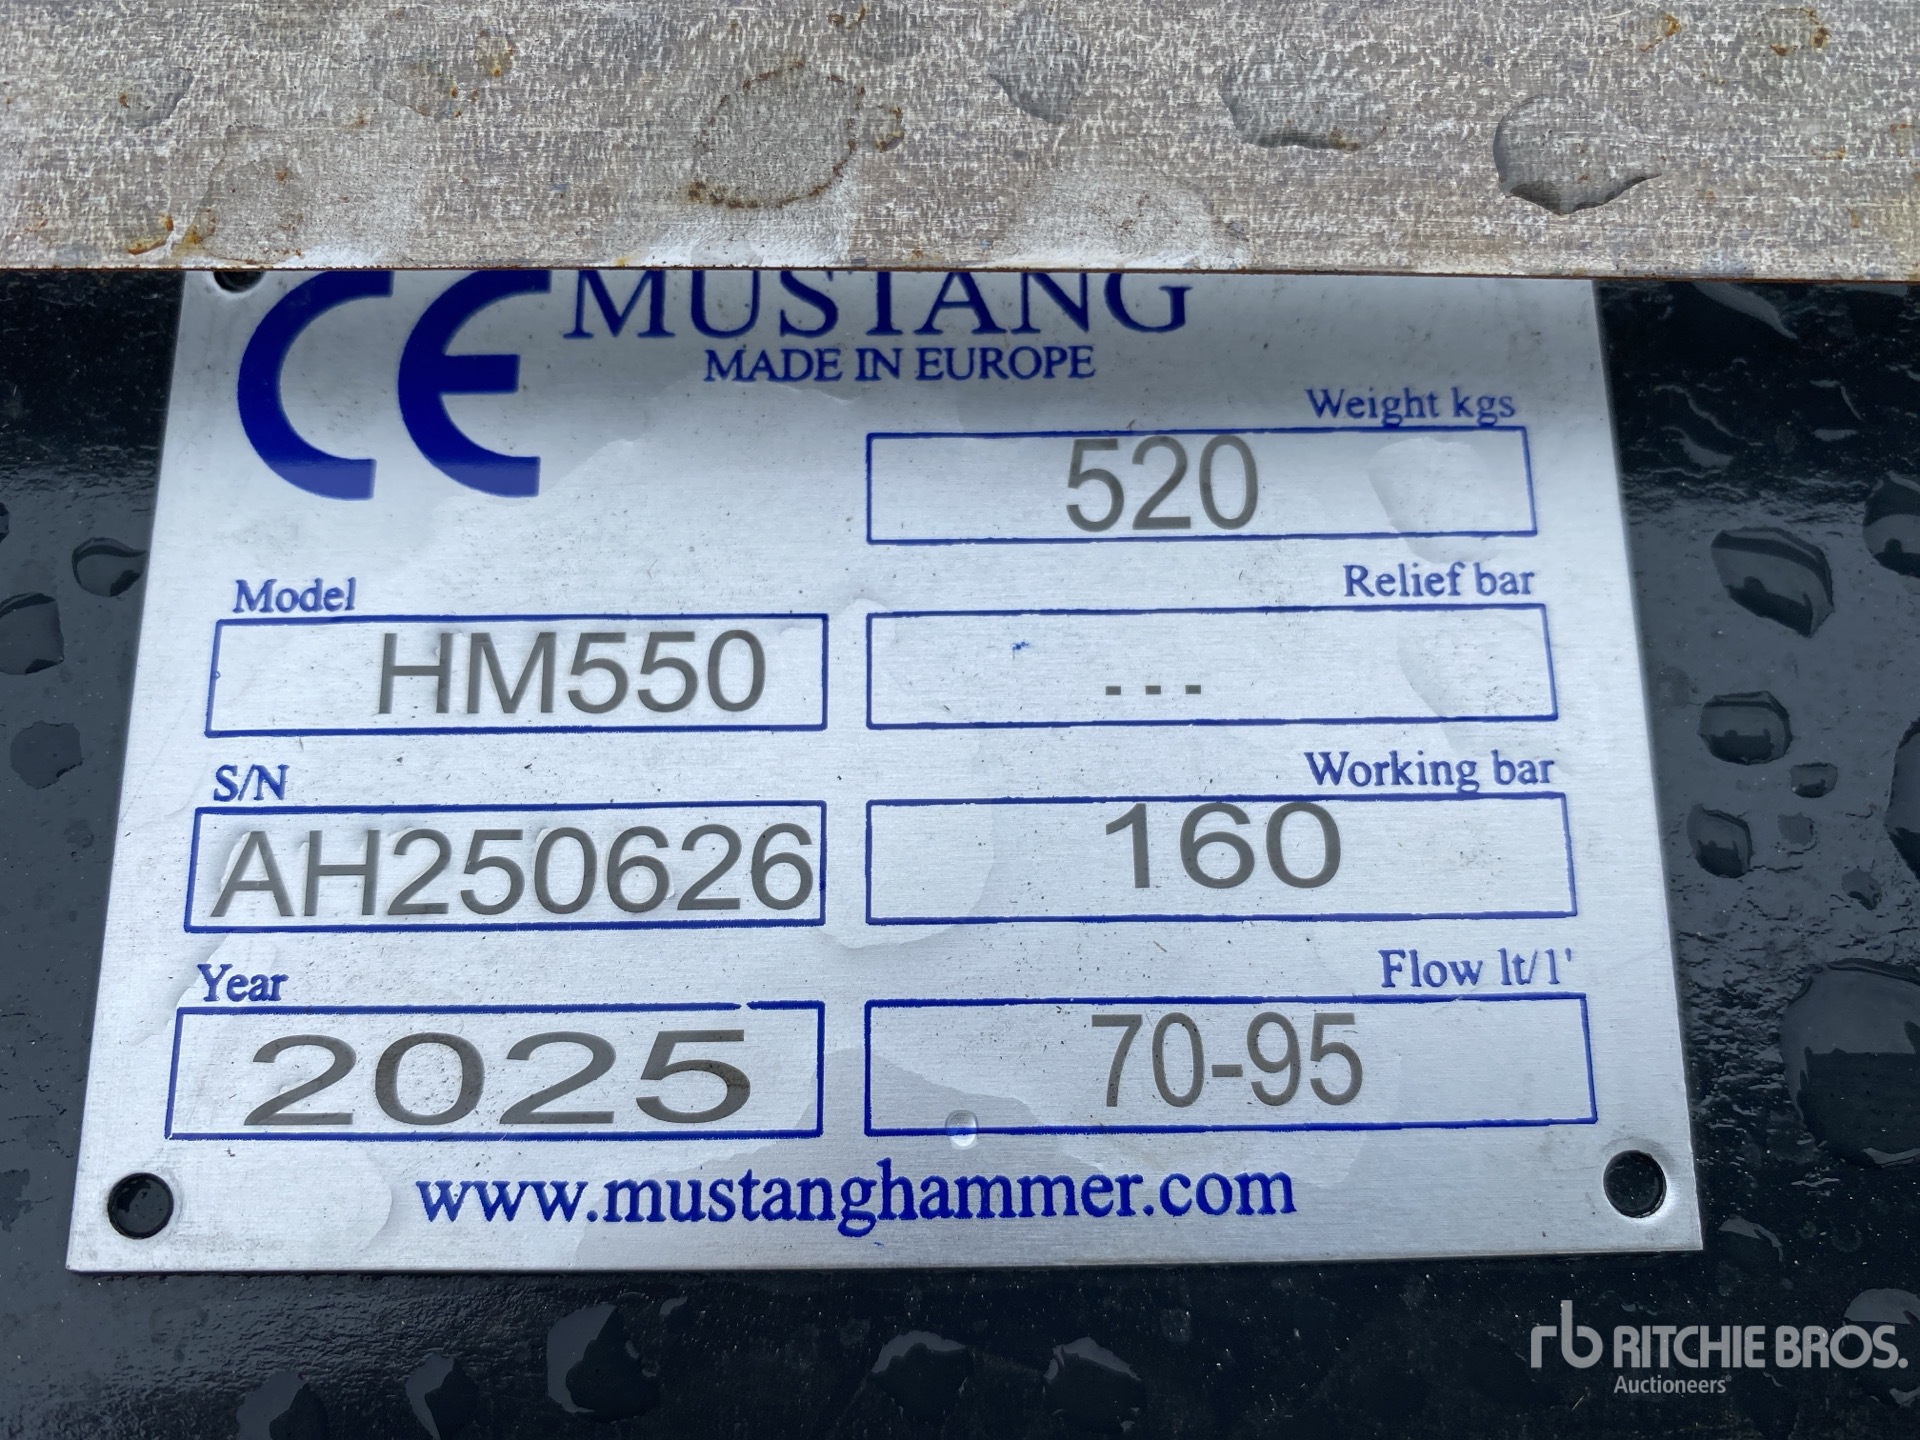 CE MUSTANG
MADE IN EUROPE
Weight kgs
520
Model
HM550
Relief bar
---
S/N
AH250626
Working bar
160
Year
2025
Flow lt/1'
70-95
www.mustanghammer.com
rb RITCHIE BROS.
Auctioneers